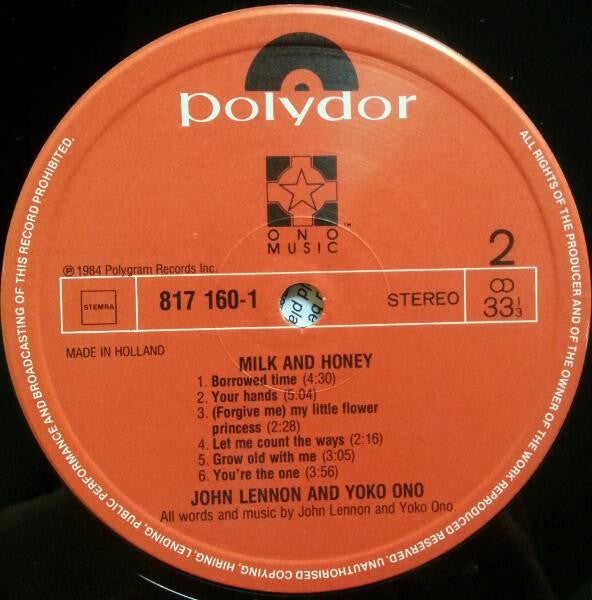 polydor
ONO
MUSIC
™
2
℗ 1984 Polygram Records Inc.
STEMRA
817 160-1
STEREO
33⅓
MADE IN HOLLAND
MILK AND HONEY
1. Borrowed time (4:30)
2. Your hands (5:04)
3. (Forgive me) my little flower
princess (2:28)
4. Let me count the ways (2:16)
5. Grow old with me (3:05)
6. You're the one (3:56)
JOHN LENNON AND YOKO ONO
All words and music by John Lennon and Yoko Ono.
ALL RIGHTS OF THE PRODUCER AND OF THE OWNER OF THE WORK REPRODUCED RESERVED. UNAUTHORISED COPYING, HIRING, LENDING, PUBLIC PERFORMANCE AND BROADCASTING OF THIS RECORD PROHIBITED.